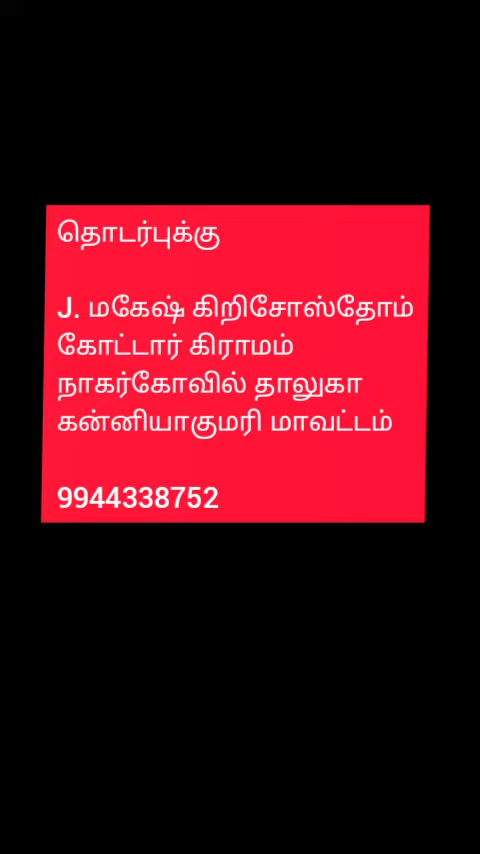 தொடர்புக்கு
J. மகேஷ் கிறிசோஸ்தோம்
கோட்டார் கிராமம்
நாகர்கோவில் தாலுகா
கன்னியாகுமரி மாவட்டம்
9944338752